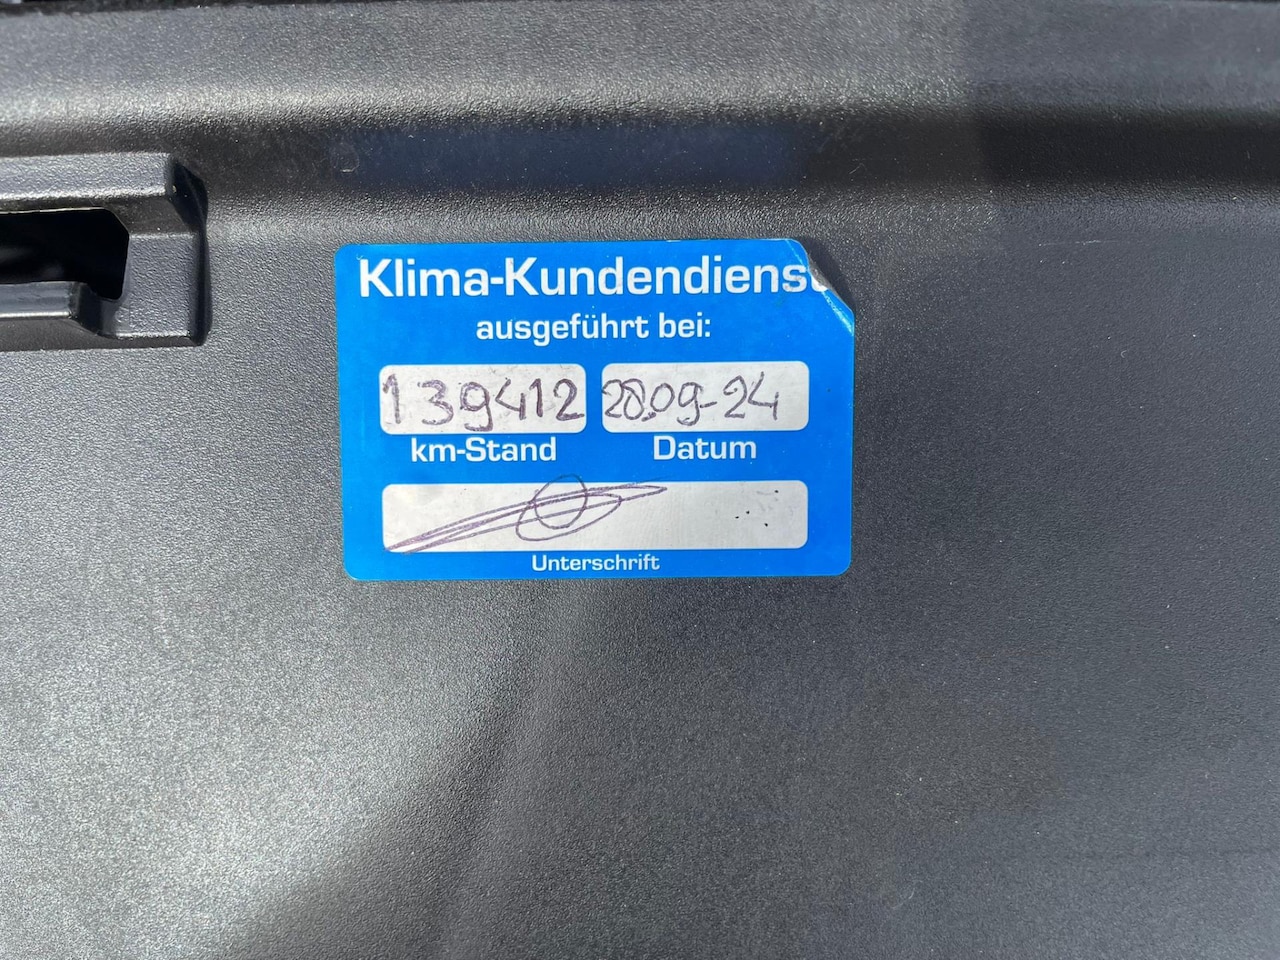 Klima-Kundendienst
ausgeführt bei:
139412 28.09-24
km-Stand Datum
Unterschrift